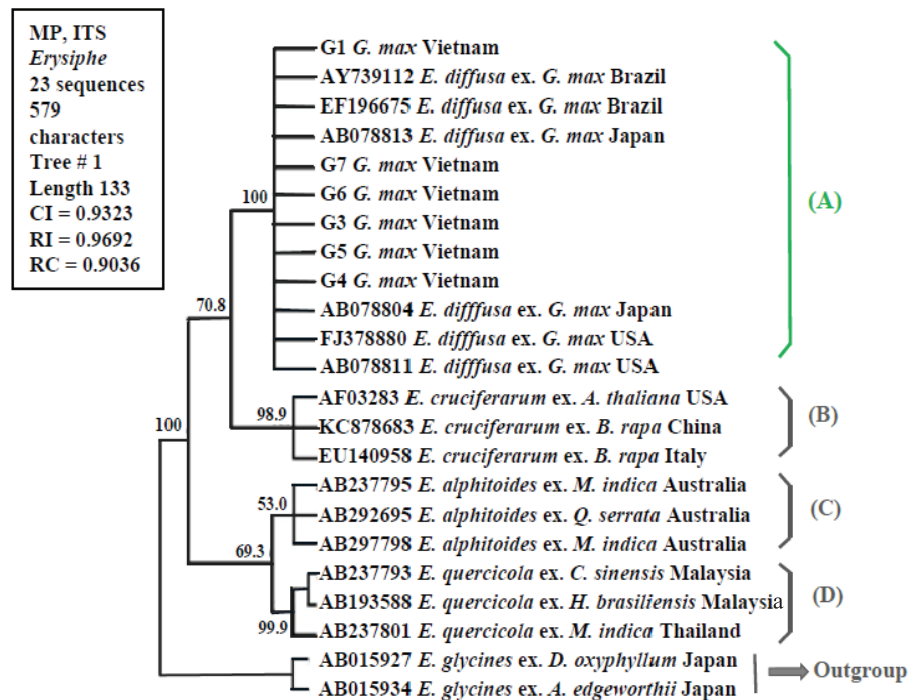 MP, ITS
Erysiphe
23 sequences
579
characters
Tree # 1
Length 133
CI = 0.9323
RI = 0.9692
RC = 0.9036
G1 G. max Vietnam
AY739112 E. diffusa ex. G. max Brazil
EF196675 E. diffusa ex. G. max Brazil
AB078813 E. diffusa ex. G. max Japan
G7 G. max Vietnam
G6 G. max Vietnam
G3 G. max Vietnam
G5 G. max Vietnam
G4 G. max Vietnam
AB078804 E. difffusa ex. G. max Japan
FJ378880 E. difffusa ex. G. max USA
AB078811 E. difffusa ex. G. max USA
(A)
100
70.8
AF03283 E. cruciferarum ex. A. thaliana USA
KC878683 E. cruciferarum ex. B. rapa China
EU140958 E. cruciferarum ex. B. rapa Italy
(B)
98.9
100
AB237795 E. alphitoides ex. M. indica Australia
AB292695 E. alphitoides ex. Q. serrata Australia
AB297798 E. alphitoides ex. M. indica Australia
(C)
53.0
69.3
AB237793 E. quercicola ex. C. sinensis Malaysia
AB193588 E. quercicola ex. H. brasiliensis Malaysia
AB237801 E. quercicola ex. M. indica Thailand
(D)
99.9
AB015927 E. glycines ex. D. oxyphyllum Japan
AB015934 E. glycines ex. A. edgeworthii Japan
Outgroup